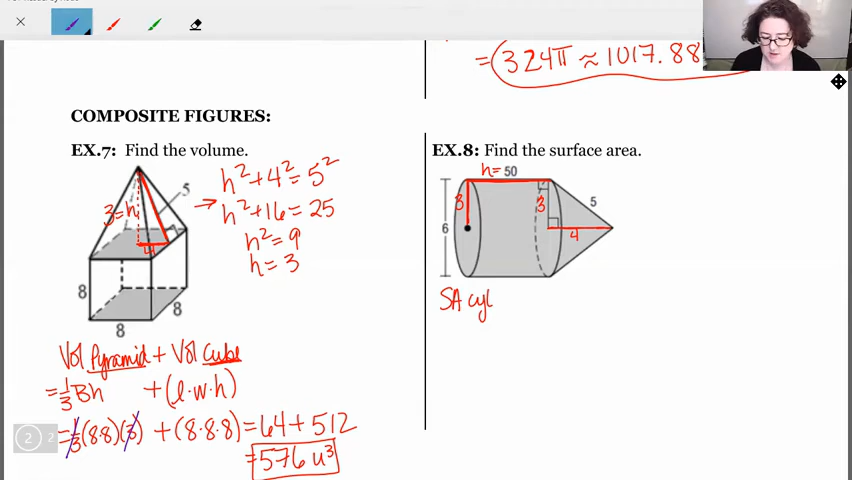 = 324π ≈ 1017.88
COMPOSITE FIGURES:
EX.7: Find the volume.
5
3=h
4
8
8
8
h²+4²=5²
→ h²+16=25
h²=9
h=3
Vol Pyramid + Vol Cube
= 1/3 Bh + (l·w·h)
= 1/3 (8·8)(3) + (8·8·8) = 64 + 512
= 576 u³
EX.8: Find the surface area.
h= 50
3
3
5
6
4
SA cyl
2 2